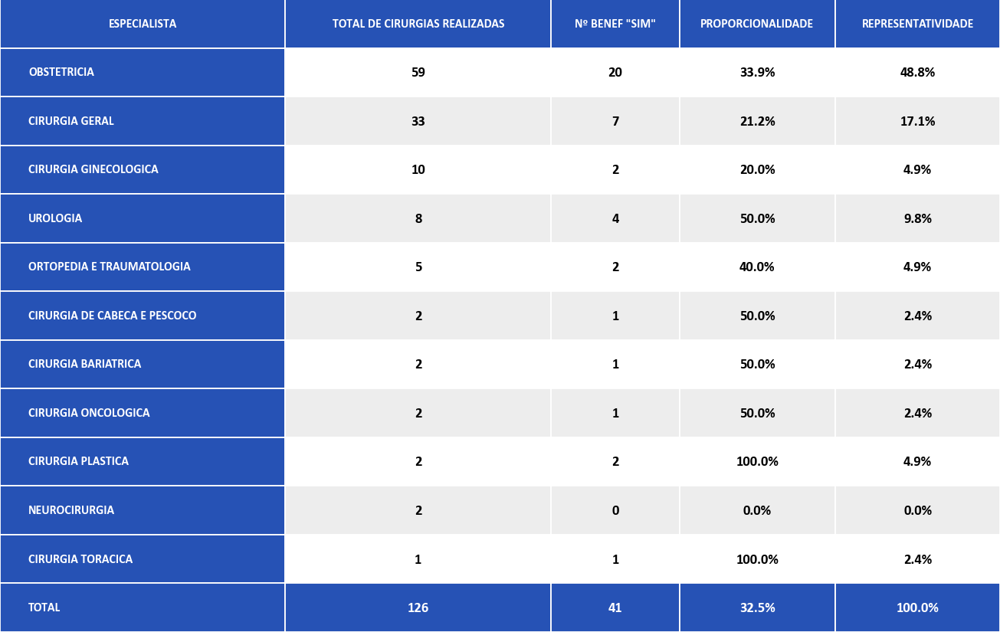 ESPECIALISTA TOTAL DE CIRURGIAS REALIZADAS Nº BENEF "SIM" PROPORCIONALIDADE REPRESENTATIVIDADE
OBSTETRICIA 59 20 33.9% 48.8%
CIRURGIA GERAL 33 7 21.2% 17.1%
CIRURGIA GINECOLOGICA 10 2 20.0% 4.9%
UROLOGIA 8 4 50.0% 9.8%
ORTOPEDIA E TRAUMATOLOGIA 5 2 40.0% 4.9%
CIRURGIA DE CABECA E PESCOCO 2 1 50.0% 2.4%
CIRURGIA BARIATRICA 2 1 50.0% 2.4%
CIRURGIA ONCOLOGICA 2 1 50.0% 2.4%
CIRURGIA PLASTICA 2 2 100.0% 4.9%
NEUROCIRURGIA 2 0 0.0% 0.0%
CIRURGIA TORACICA 1 1 100.0% 2.4%
TOTAL 126 41 32.5% 100.0%